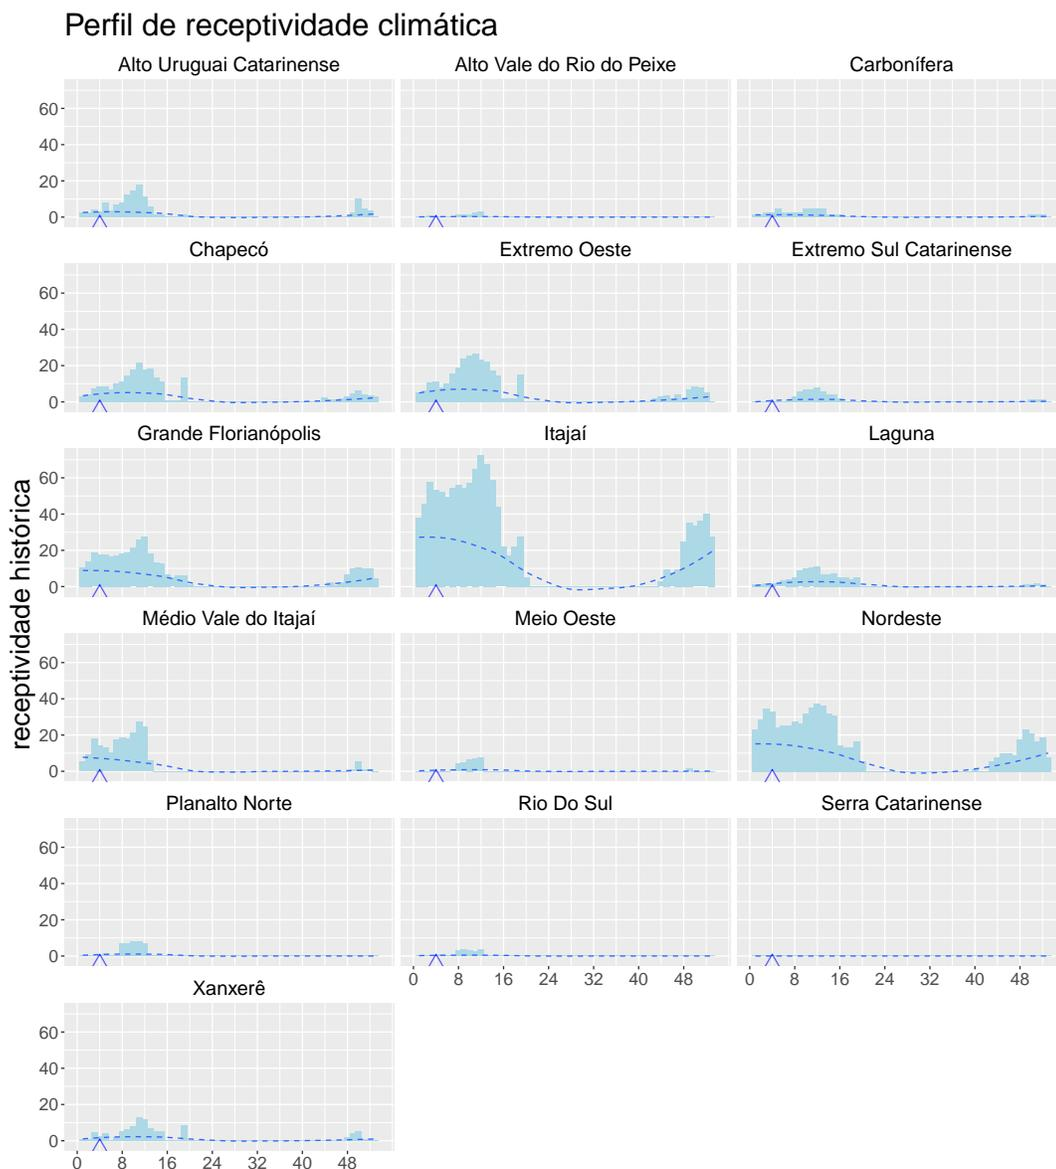 Perfil de receptividade climática
Alto Uruguai Catarinense
Alto Vale do Rio do Peixe
Carbonífera
60
40
20
0
Chapecó
Extremo Oeste
Extremo Sul Catarinense
60
40
20
0
Grande Florianópolis
Itajaí
Laguna
60
40
20
0
receptividade histórica
Médio Vale do Itajaí
Meio Oeste
Nordeste
60
40
20
0
Planalto Norte
Rio Do Sul
Serra Catarinense
60
40
20
0
0 8 16 24 32 40 48
0 8 16 24 32 40 48
Xanxerê
60
40
20
0
0 8 16 24 32 40 48